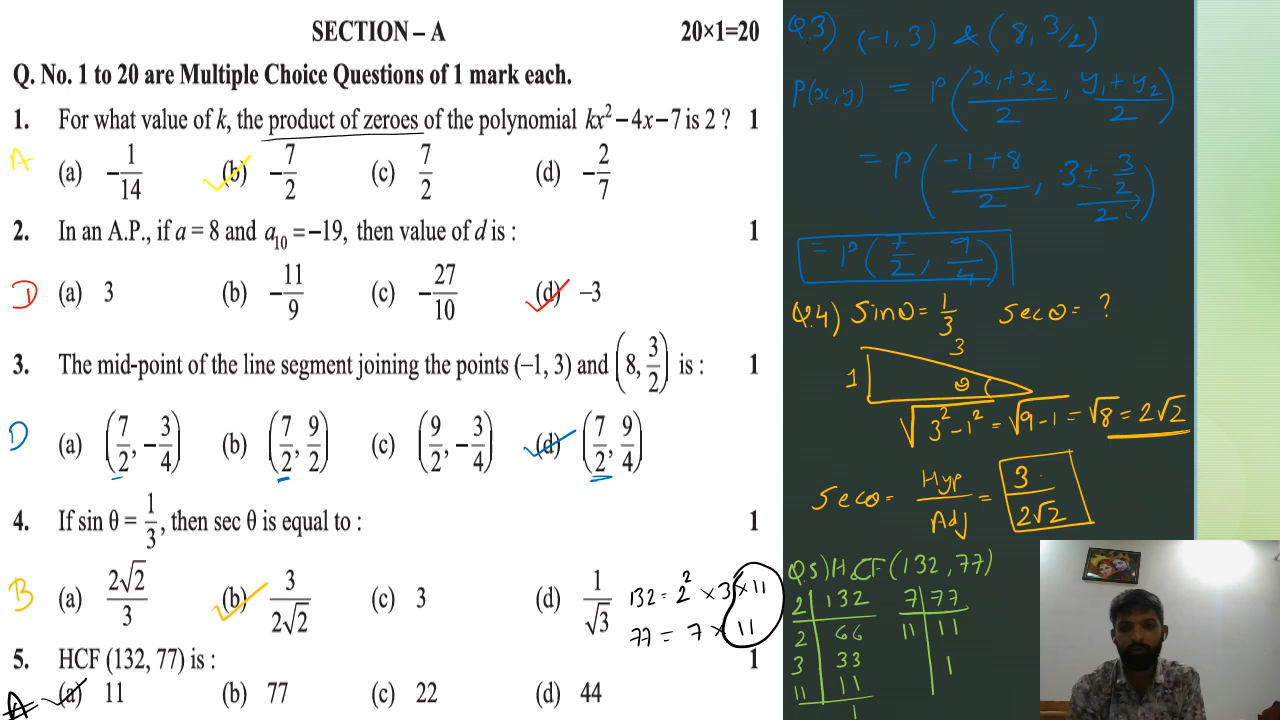 SECTION – A 20×1=20
Q. No. 1 to 20 are Multiple Choice Questions of 1 mark each.
1. For what value of k, the product of zeroes of the polynomial kx² – 4x – 7 is 2 ? 1
A (a) –1/14 (b) –7/2 (c) 7/2 (d) –2/7
2. In an A.P., if a = 8 and a₁₀ = –19, then value of d is : 1
D (a) 3 (b) –11/9 (c) –27/10 (d) –3
3. The mid-point of the line segment joining the points (–1, 3) and (8, 3/2) is : 1
D (a) (7/2, –3/4) (b) (7/2, 9/2) (c) (9/2, –3/4) (d) (7/2, 9/4)
4. If sin θ = 1/3, then sec θ is equal to : 1
B (a) 2√2/3 (b) 3/2√2 (c) 3 (d) 1/√3
132 = 2² × 3 × 11
77 = 7 × 11
5. HCF (132, 77) is : 1
A (a) 11 (b) 77 (c) 22 (d) 44
Q.3) (-1, 3) & (8, 3/2)
P(x,y) = P(x₁+x₂/2, y₁+y₂/2)
= P(-1+8/2, 3+3/2/2)
= P(7/2, 9/4)
Q.4) Sinθ = 1/3 Secθ = ?
3
1 θ
√3²-1² = √9-1 = √8 = 2√2
Secθ = Hyp/Adj = 3/2√2
Q.5) HCF(132, 77)
2 132 7 77
2 66 11 11
3 33 1
11 11
1